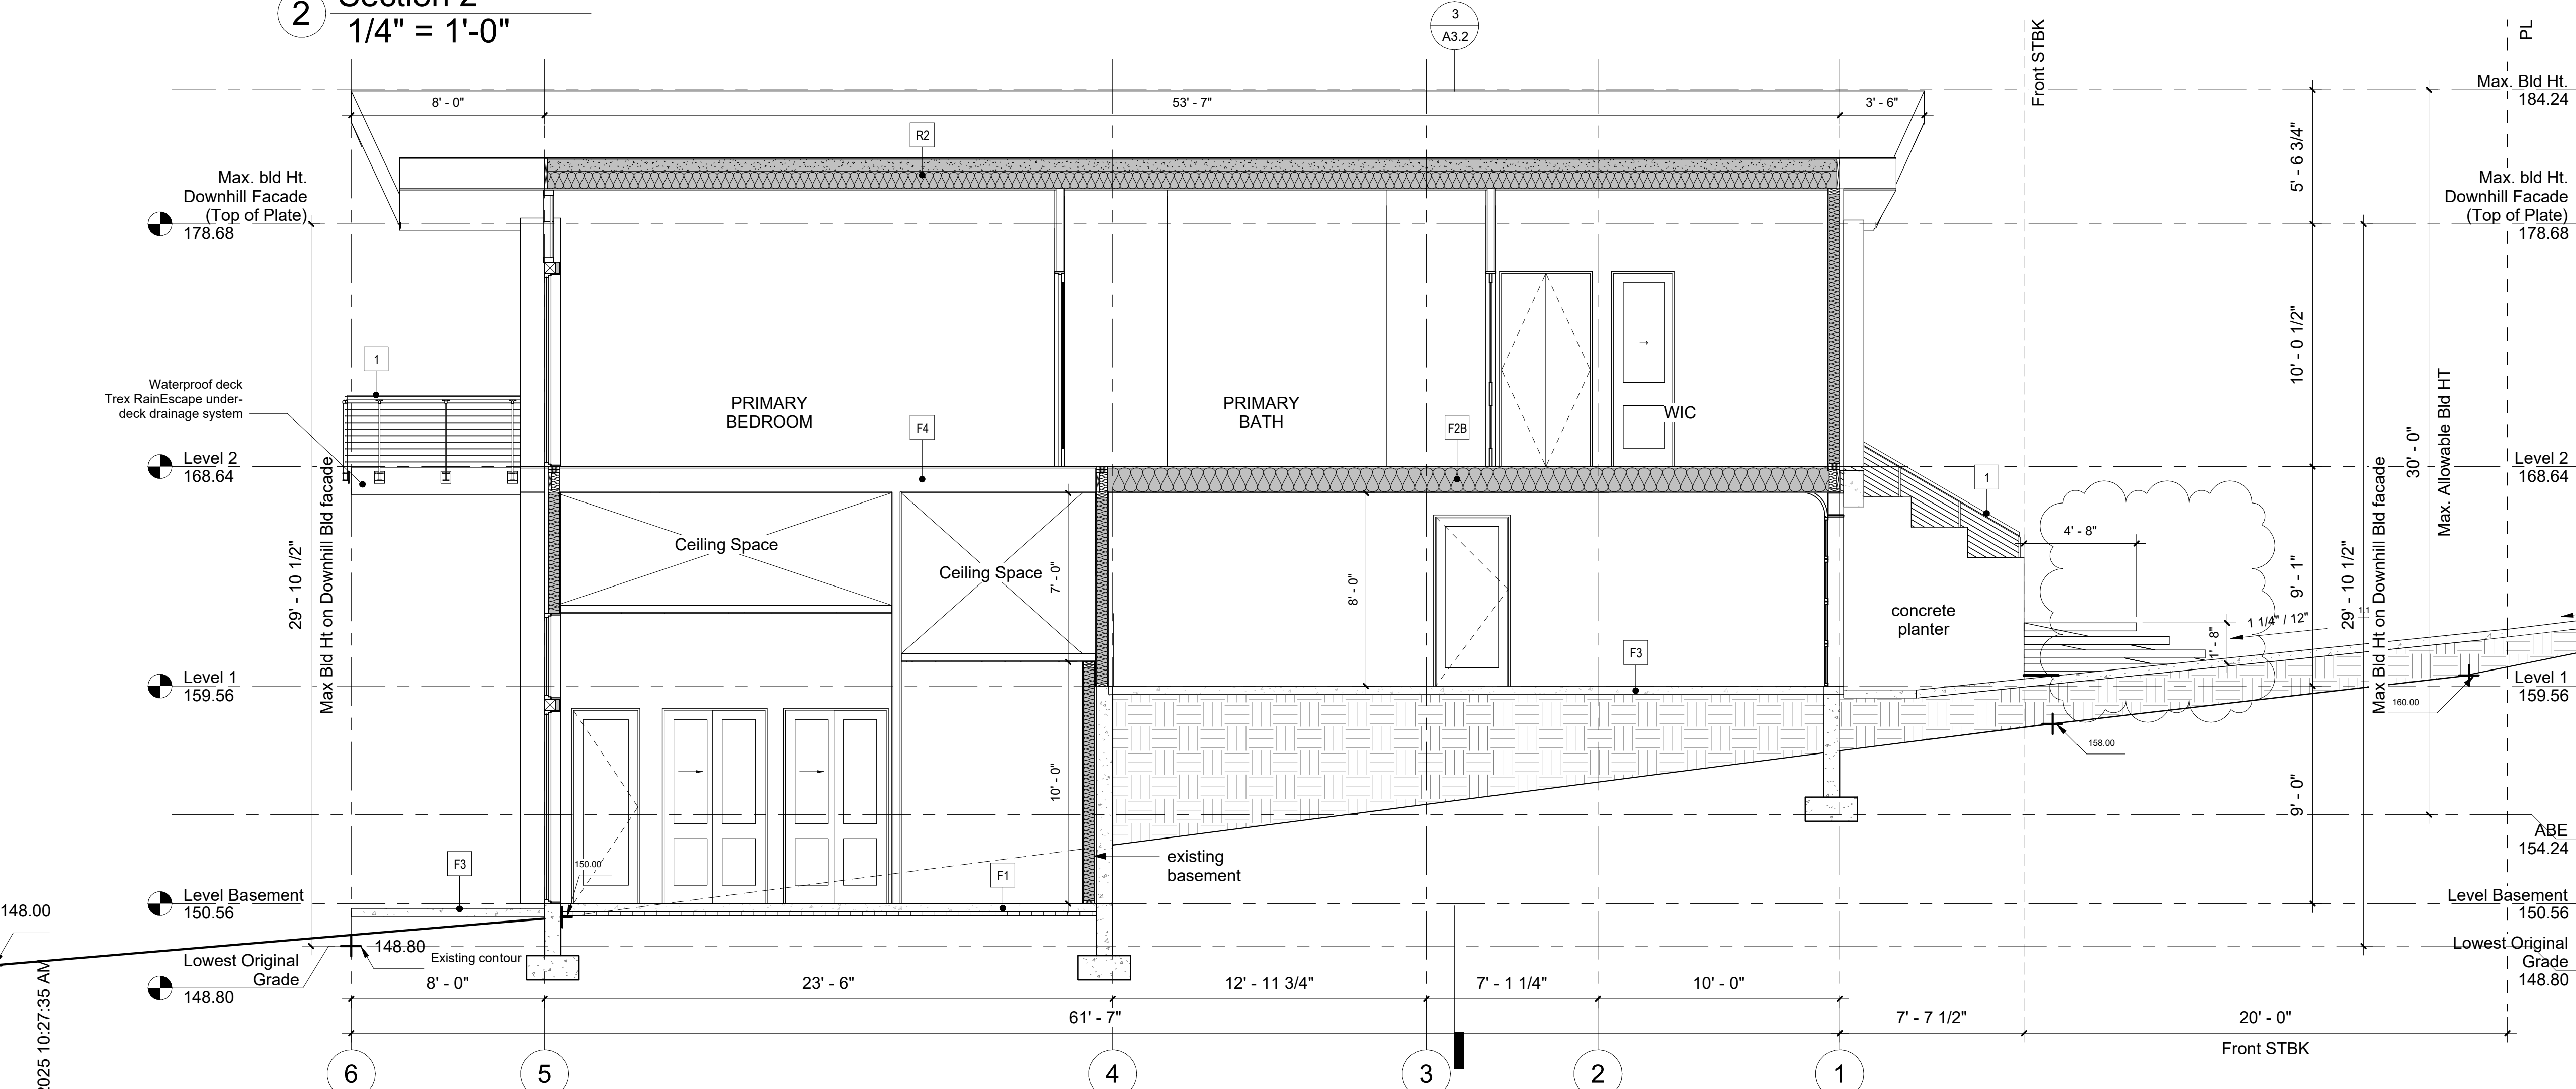 2
1/4" = 1'-0"
3
A3.2
Front STBK
PL
8' - 0"
53' - 7"
3' - 6"
Max. Bld Ht.
184.24
R2
5' - 6 3/4"
Max. bld Ht.
Downhill Facade
(Top of Plate)
178.68
Max. bld Ht.
Downhill Facade
(Top of Plate)
178.68
1
Waterproof deck
Trex RainEscape under-
deck drainage system
PRIMARY
BEDROOM
PRIMARY
BATH
WIC
F4
F2B
10' - 0 1/2"
30' - 0"
Max. Allowable Bld HT
Level 2
168.64
Level 2
168.64
1
4' - 8"
Ceiling Space
Ceiling Space
7' - 0"
8' - 0"
29' - 10 1/2"
Max Bld Ht on Downhill Bld facade
concrete
planter
9' - 1"
29' - 10 1/2"
Max Bld Ht on Downhill Bld facade
1 1/4" / 12"
1.1
1' - 8"
F3
Level 1
159.56
Level 1
159.56
160.00
158.00
10' - 0"
9' - 0"
ABE
154.24
existing
basement
150.00
F3
F1
Level Basement
150.56
Level Basement
150.56
148.00
148.80
Existing contour
Lowest Original
Grade
148.80
Lowest Original
Grade
148.80
8' - 0"
23' - 6"
12' - 11 3/4"
7' - 1 1/4"
10' - 0"
61' - 7"
7' - 7 1/2"
20' - 0"
Front STBK
2025 10:27:35 AM
6
5
4
3
2
1